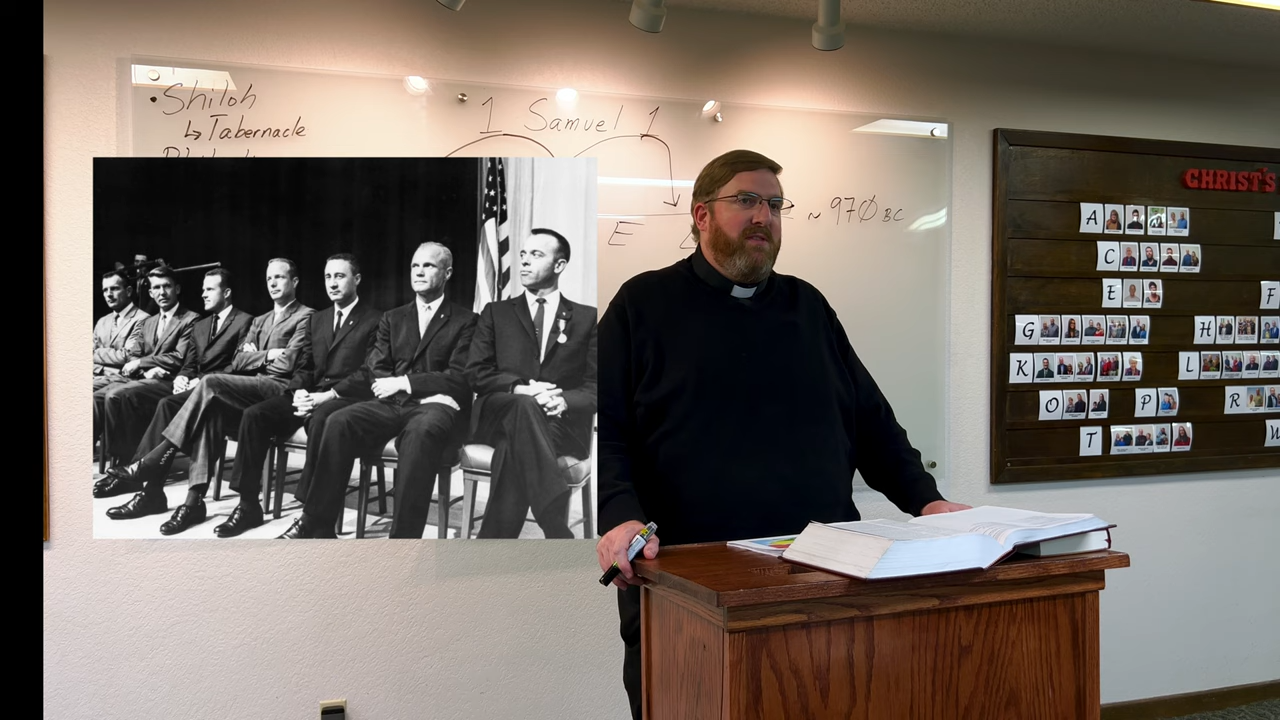 • Shiloh
↳ Tabernacle
1 Samuel 1
E
~ 970 BC
CHRIST'S
A
C
E
F
G
H
K
L
O
P
R
T
W